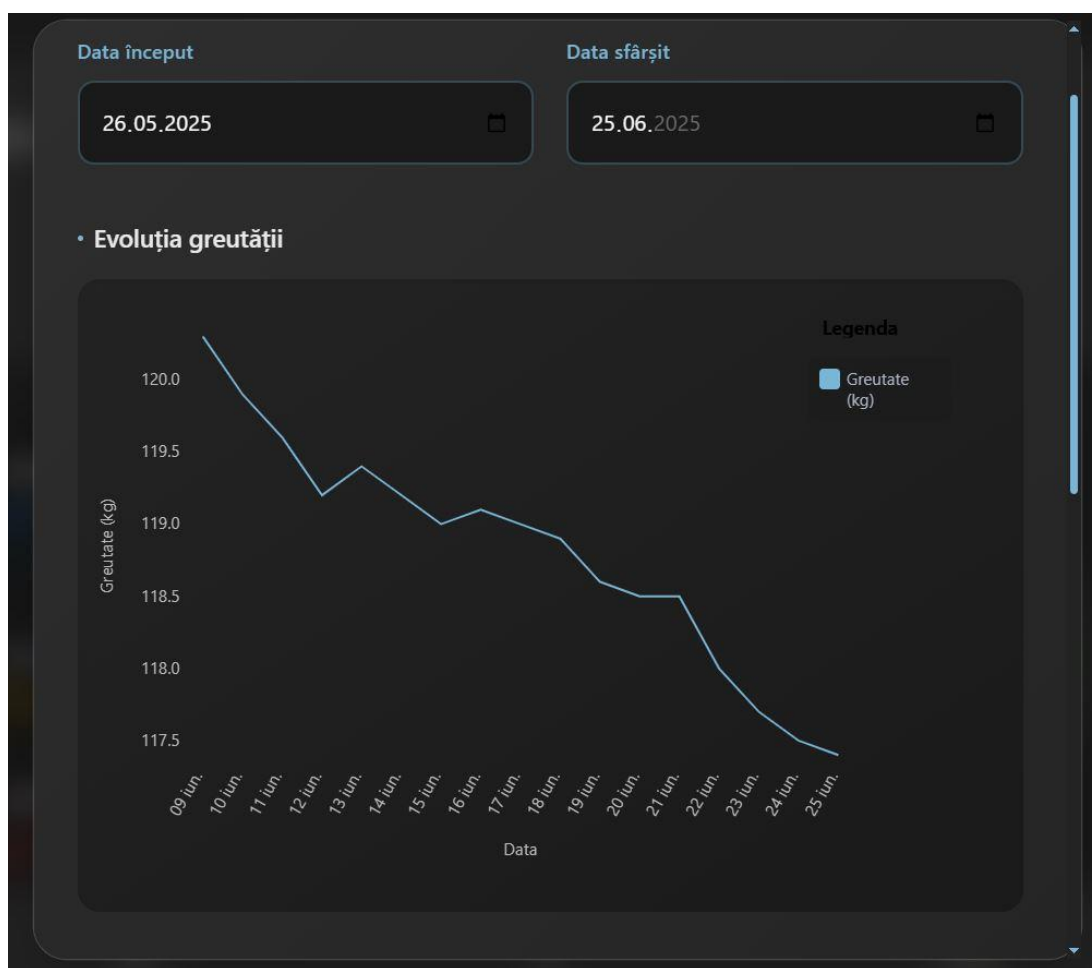 Data început
Data sfârșit
26.05.2025
25.06.2025
• Evoluția greutății
Legenda
Greutate
(kg)
120.0
119.5
119.0
118.5
118.0
117.5
Greutate (kg)
09 iun.
10 iun.
11 iun.
12 iun.
13 iun.
14 iun.
15 iun.
16 iun.
17 iun.
18 iun.
19 iun.
20 iun.
21 iun.
22 iun.
23 iun.
24 iun.
25 iun.
Data